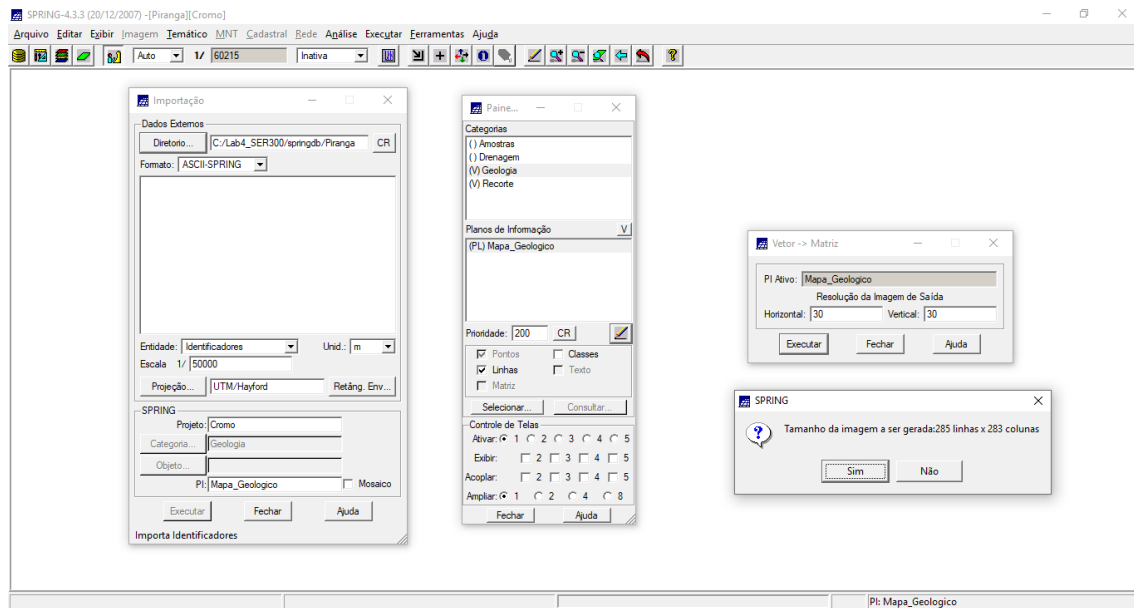 SPRING-4.3.3 (20/12/2007) -[Piranga][Cromo]
Arquivo Editar Exibir Imagem Temático MNT Cadastral Rede Análise Executar Ferramentas Ajuda
Auto 1/ 60215 Inativa
Importação
Dados Externos
Diretorio... C:/Lab4_SER300/springdb/Piranga CR
Formato: ASCII-SPRING
Entidade: Identificadores Unid.: m
Escala 1/ 50000
Projeção... UTM/Hayford Retâng. Env...
SPRING
Projeto: Cromo
Categoria... Geologia
Objeto...
PI: Mapa_Geologico Mosaico
Executar Fechar Ajuda
Importa Identificadores
Paine...
Categorias
( ) Amostras
( ) Drenagem
(V) Geologia
(V) Recorte
Planos de Informação V
(PL) Mapa_Geologico
Prioridade: 200 CR
Pontos Classes
Linhas Texto
Matriz
Selecionar... Consultar...
Controle de Telas
Ativar: 1 2 3 4 5
Exibir: 2 3 4 5
Acoplar: 2 3 4 5
Ampliar: 1 2 4 8
Fechar Ajuda
Vetor -> Matriz
PI Ativo: Mapa_Geologico
Resolução da Imagem de Saída
Horizontal: 30 Vertical: 30
Executar Fechar Ajuda
SPRING
Tamanho da imagem a ser gerada:285 linhas x 283 colunas
Sim Não
PI: Mapa_Geologico